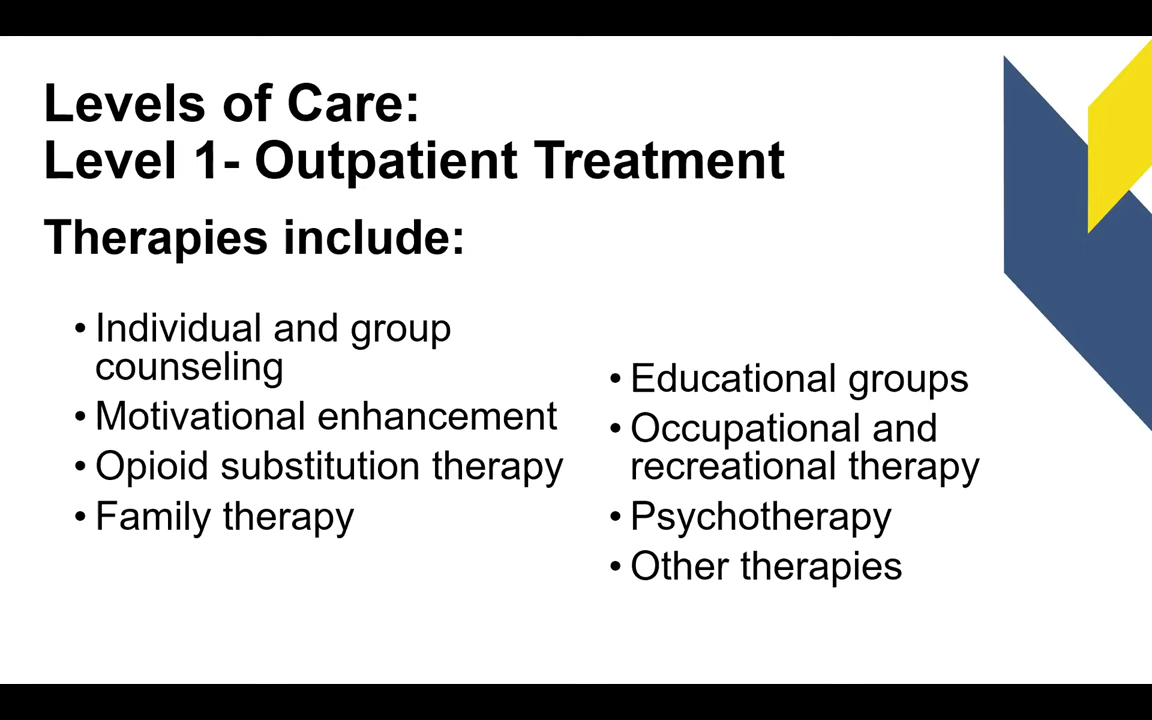 Levels of Care:
Level 1- Outpatient Treatment
Therapies include:
• Individual and group
counseling
• Motivational enhancement
• Opioid substitution therapy
• Family therapy
• Educational groups
• Occupational and
recreational therapy
• Psychotherapy
• Other therapies